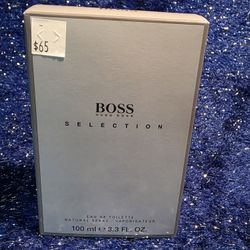 $65
BOSS
HUGO BOSS
SELECTION
EAU DE TOILETTE
NATURAL SPRAY · VAPORISATEUR
100 ml ℮ 3.3 FL. OZ.